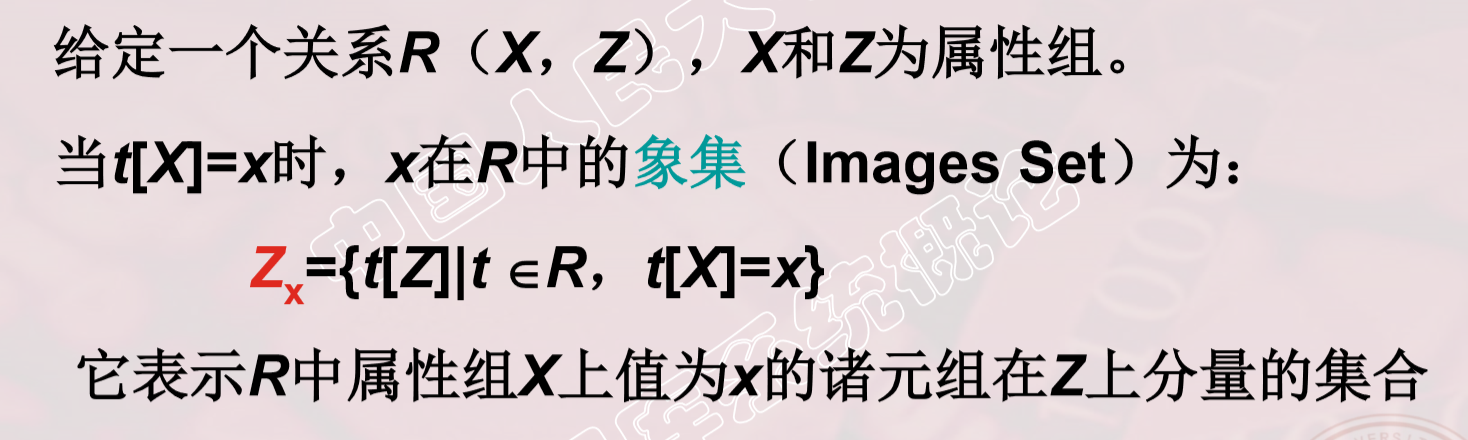 给定一个关系R（X，Z），X和Z为属性组。
当t[X]=x时，x在R中的象集（Images Set）为：
Zx={t[Z]|t ∈R，t[X]=x}
它表示R中属性组X上值为x的诸元组在Z上分量的集合